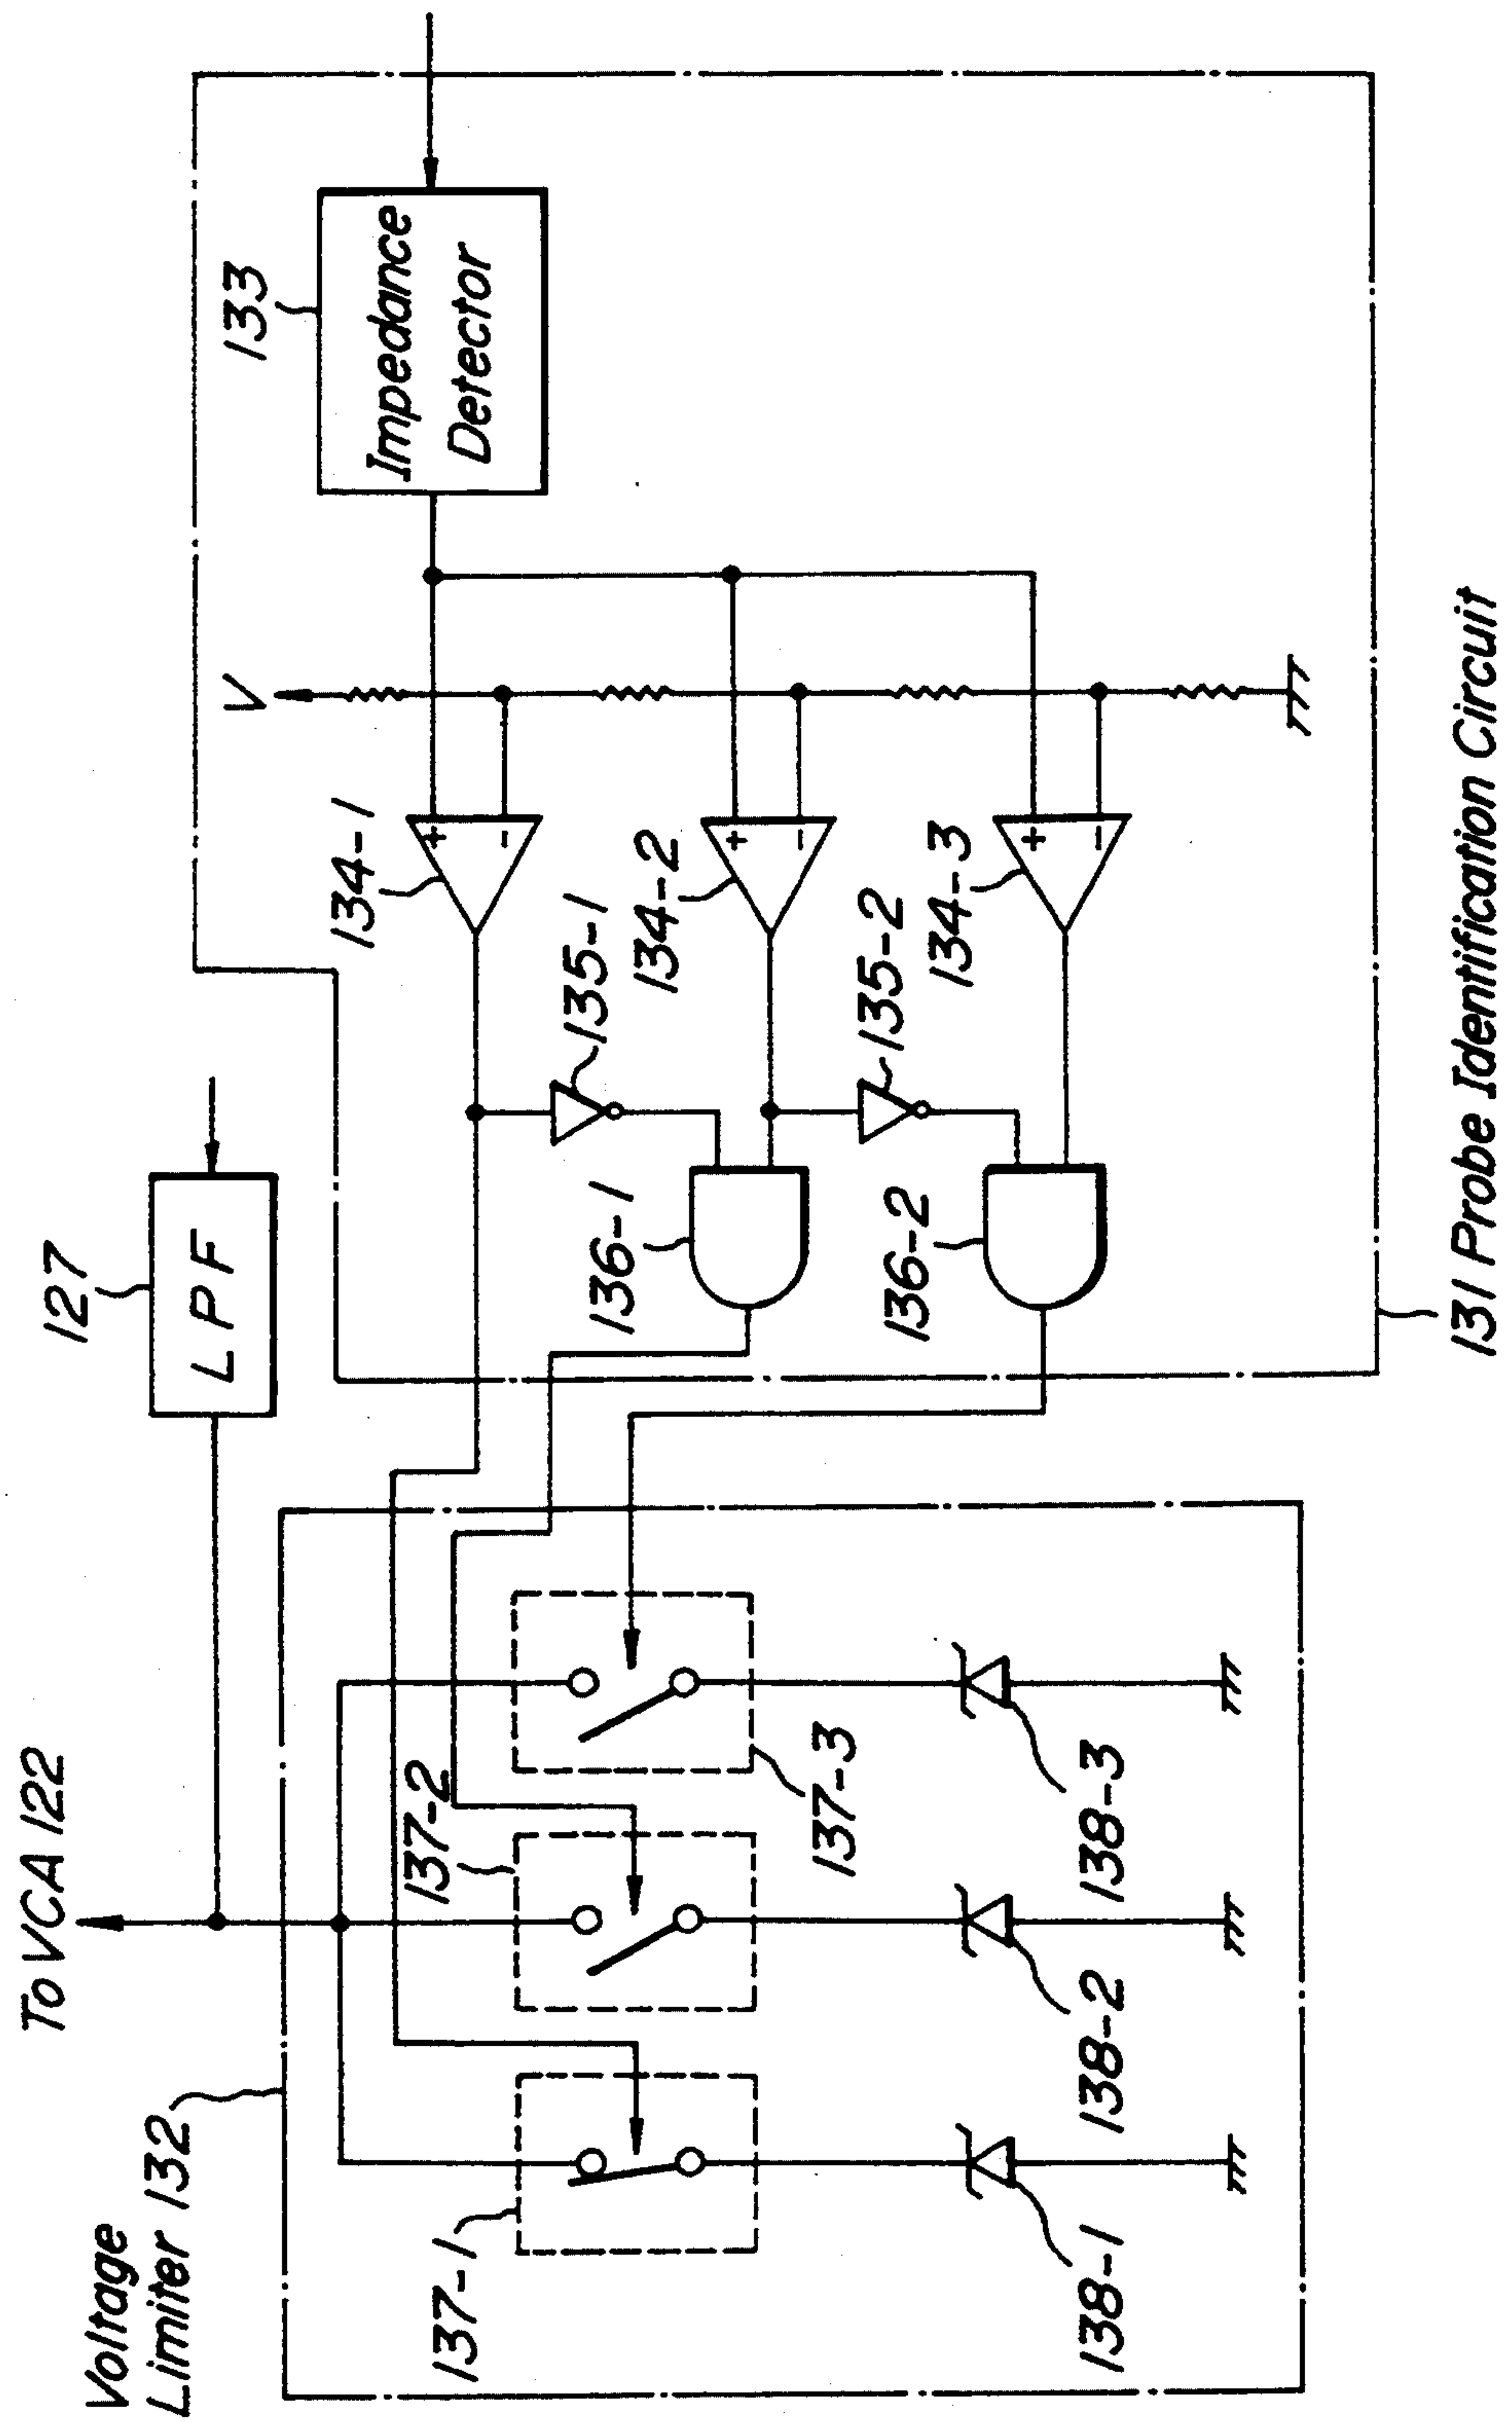 To VCA 122
127
LPF
V
133
Impedance
Detector
Voltage
Limiter 132
137-1
137-2
137-3
138-1
138-2
138-3
134-1
+
-
135-1
134-2
+
-
135-2
134-3
+
-
136-1
136-2
131 Probe Identification Circuit